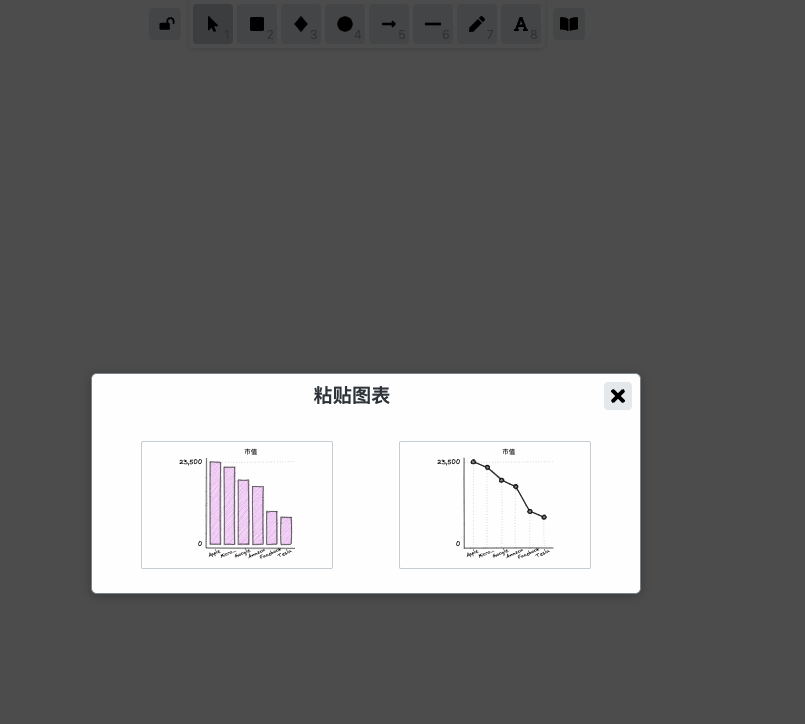 1 2 3 4 5 6 A 7 8
粘贴图表
市值
23,500
0
Apple Micro... Google Amazon Facebook Tesla
市值
23,500
0
Apple Micro... Google Amazon Facebook Tesla